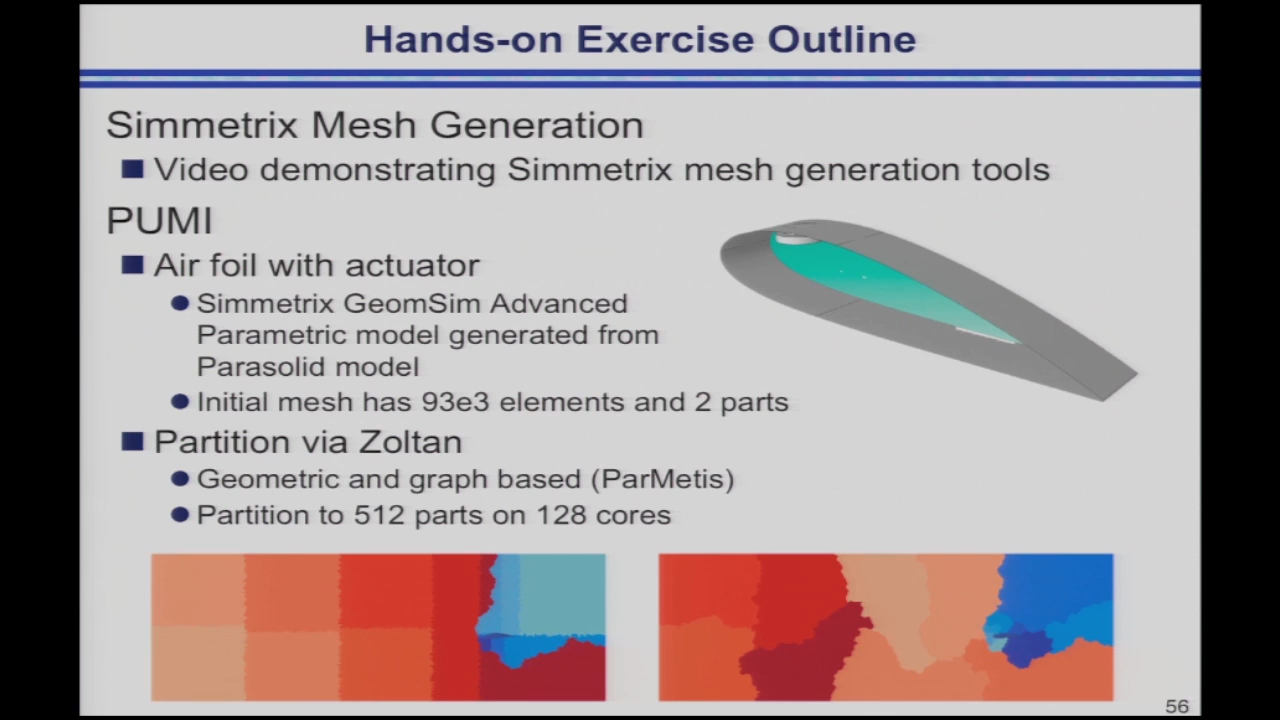 Hands-on Exercise Outline
Simmetrix Mesh Generation
Video demonstrating Simmetrix mesh generation tools
PUMI
Air foil with actuator
Simmetrix GeomSim Advanced
Parametric model generated from
Parasolid model
Initial mesh has 93e3 elements and 2 parts
Partition via Zoltan
Geometric and graph based (ParMetis)
Partition to 512 parts on 128 cores
56